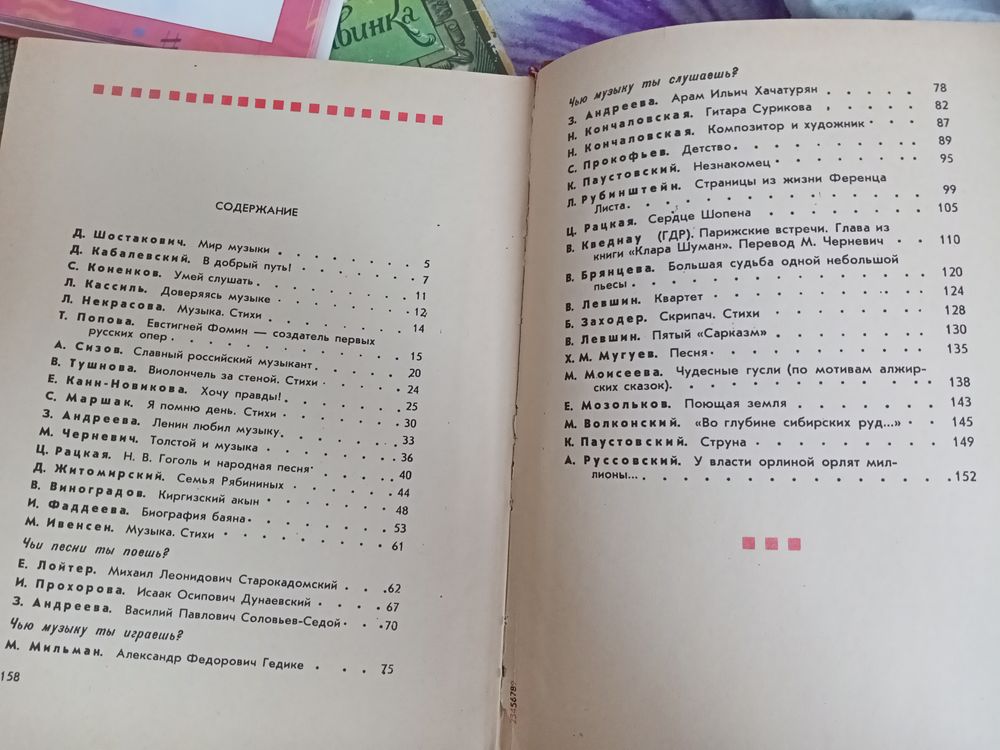 #
винка
СОДЕРЖАНИЕ
Д. Шостакович. Мир музыки . . . . . . . 5
Д. Кабалевский. В добрый путь! . . . . . . 7
С. Коненков. Умей слушать . . . . . . . 11
Л. Кассиль. Доверяясь музыке . . . . . . 12
Л. Некрасова. Музыка. Стихи . . . . . . 14
Т. Попова. Евстигней Фомин — создатель первых
русских опер . . . . . . . . . . 15
А. Сизов. Славный российский музыкант . . . . 20
В. Тушнова. Виолончель за стеной. Стихи . . . . 24
Е. Канн-Новикова. Хочу правды! . . . . . 25
С. Маршак. Я помню день. Стихи . . . . . 30
З. Андреева. Ленин любил музыку . . . . . 33
М. Черневич. Толстой и музыка . . . . . . 36
Ц. Рацкая. Н. В. Гоголь и народная песня . . . . 40
Д. Житомирский. Семья Рябининых . . . . . 44
В. Виноградов. Киргизский акын . . . . . 48
И. Фаддеева. Биография баяна . . . . . . 53
М. Ивенсен. Музыка. Стихи . . . . . . . 61
Чьи песни ты поешь?
Е. Лойтер. Михаил Леонидович Старокадомский . . . 62
И. Прохорова. Исаак Осипович Дунаевский . . . . 67
З. Андреева. Василий Павлович Соловьев-Седой . . . 70
Чью музыку ты играешь?
М. Мильман. Александр Федорович Гедике . . . . 75
158
Чью музыку ты слушаешь?
З. Андреева. Арам Ильич Хачатурян . . . . . 78
Н. Кончаловская. Гитара Сурикова . . . . . 82
Н. Кончаловская. Композитор и художник . . . . 87
С. Прокофьев. Детство . . . . . . . . 89
К. Паустовский. Незнакомец . . . . . . . 95
Л. Рубинштейн. Страницы из жизни Ференца
Листа . . . . . . . . . . . . 99
Ц. Рацкая. Сердце Шопена . . . . . . . 105
В. Кведнау (ГДР). Парижские встречи. Глава из
книги «Клара Шуман». Перевод М. Черневич . . . 110
В. Брянцева. Большая судьба одной небольшой
пьесы . . . . . . . . . . . . 120
В. Левшин. Квартет . . . . . . . . . 124
Б. Заходер. Скрипач. Стихи . . . . . . . 128
В. Левшин. Пятый «Сарказм» . . . . . . . 130
Х. М. Мугуев. Песня . . . . . . . . . 135
М. Моисеева. Чудесные гусли (по мотивам алжир-
ских сказок) . . . . . . . . . . 138
Е. Мозольков. Поющая земля . . . . . . 143
М. Волконский. «Во глубине сибирских руд...» . . 145
К. Паустовский. Струна . . . . . . . . 149
А. Руссовский. У власти орлиной орлят мил-
лионы... . . . . . . . . . . . . 152
23456789